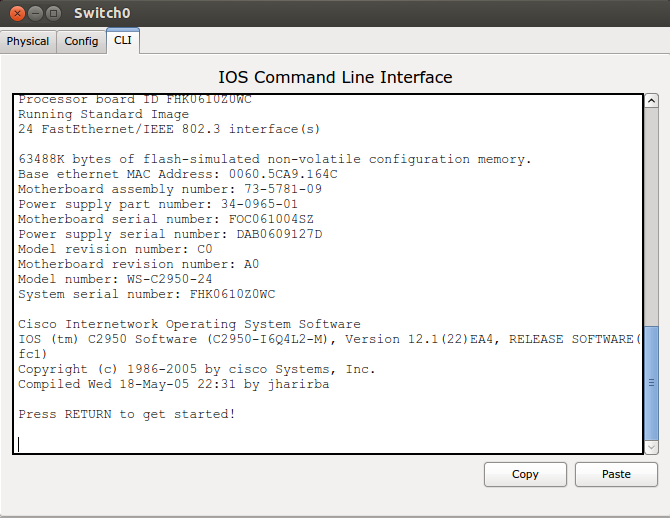 Switch0
Physical Config CLI
IOS Command Line Interface
Processor board ID FHK0610Z0WC
Running Standard Image
24 FastEthernet/IEEE 802.3 interface(s)
63488K bytes of flash-simulated non-volatile configuration memory.
Base ethernet MAC Address: 0060.5CA9.164C
Motherboard assembly number: 73-5781-09
Power supply part number: 34-0965-01
Motherboard serial number: FOC061004SZ
Power supply serial number: DAB0609127D
Model revision number: C0
Motherboard revision number: A0
Model number: WS-C2950-24
System serial number: FHK0610Z0WC
Cisco Internetwork Operating System Software
IOS (tm) C2950 Software (C2950-I6Q4L2-M), Version 12.1(22)EA4, RELEASE SOFTWARE(
fc1)
Copyright (c) 1986-2005 by cisco Systems, Inc.
Compiled Wed 18-May-05 22:31 by jharirba
Press RETURN to get started!
Copy Paste